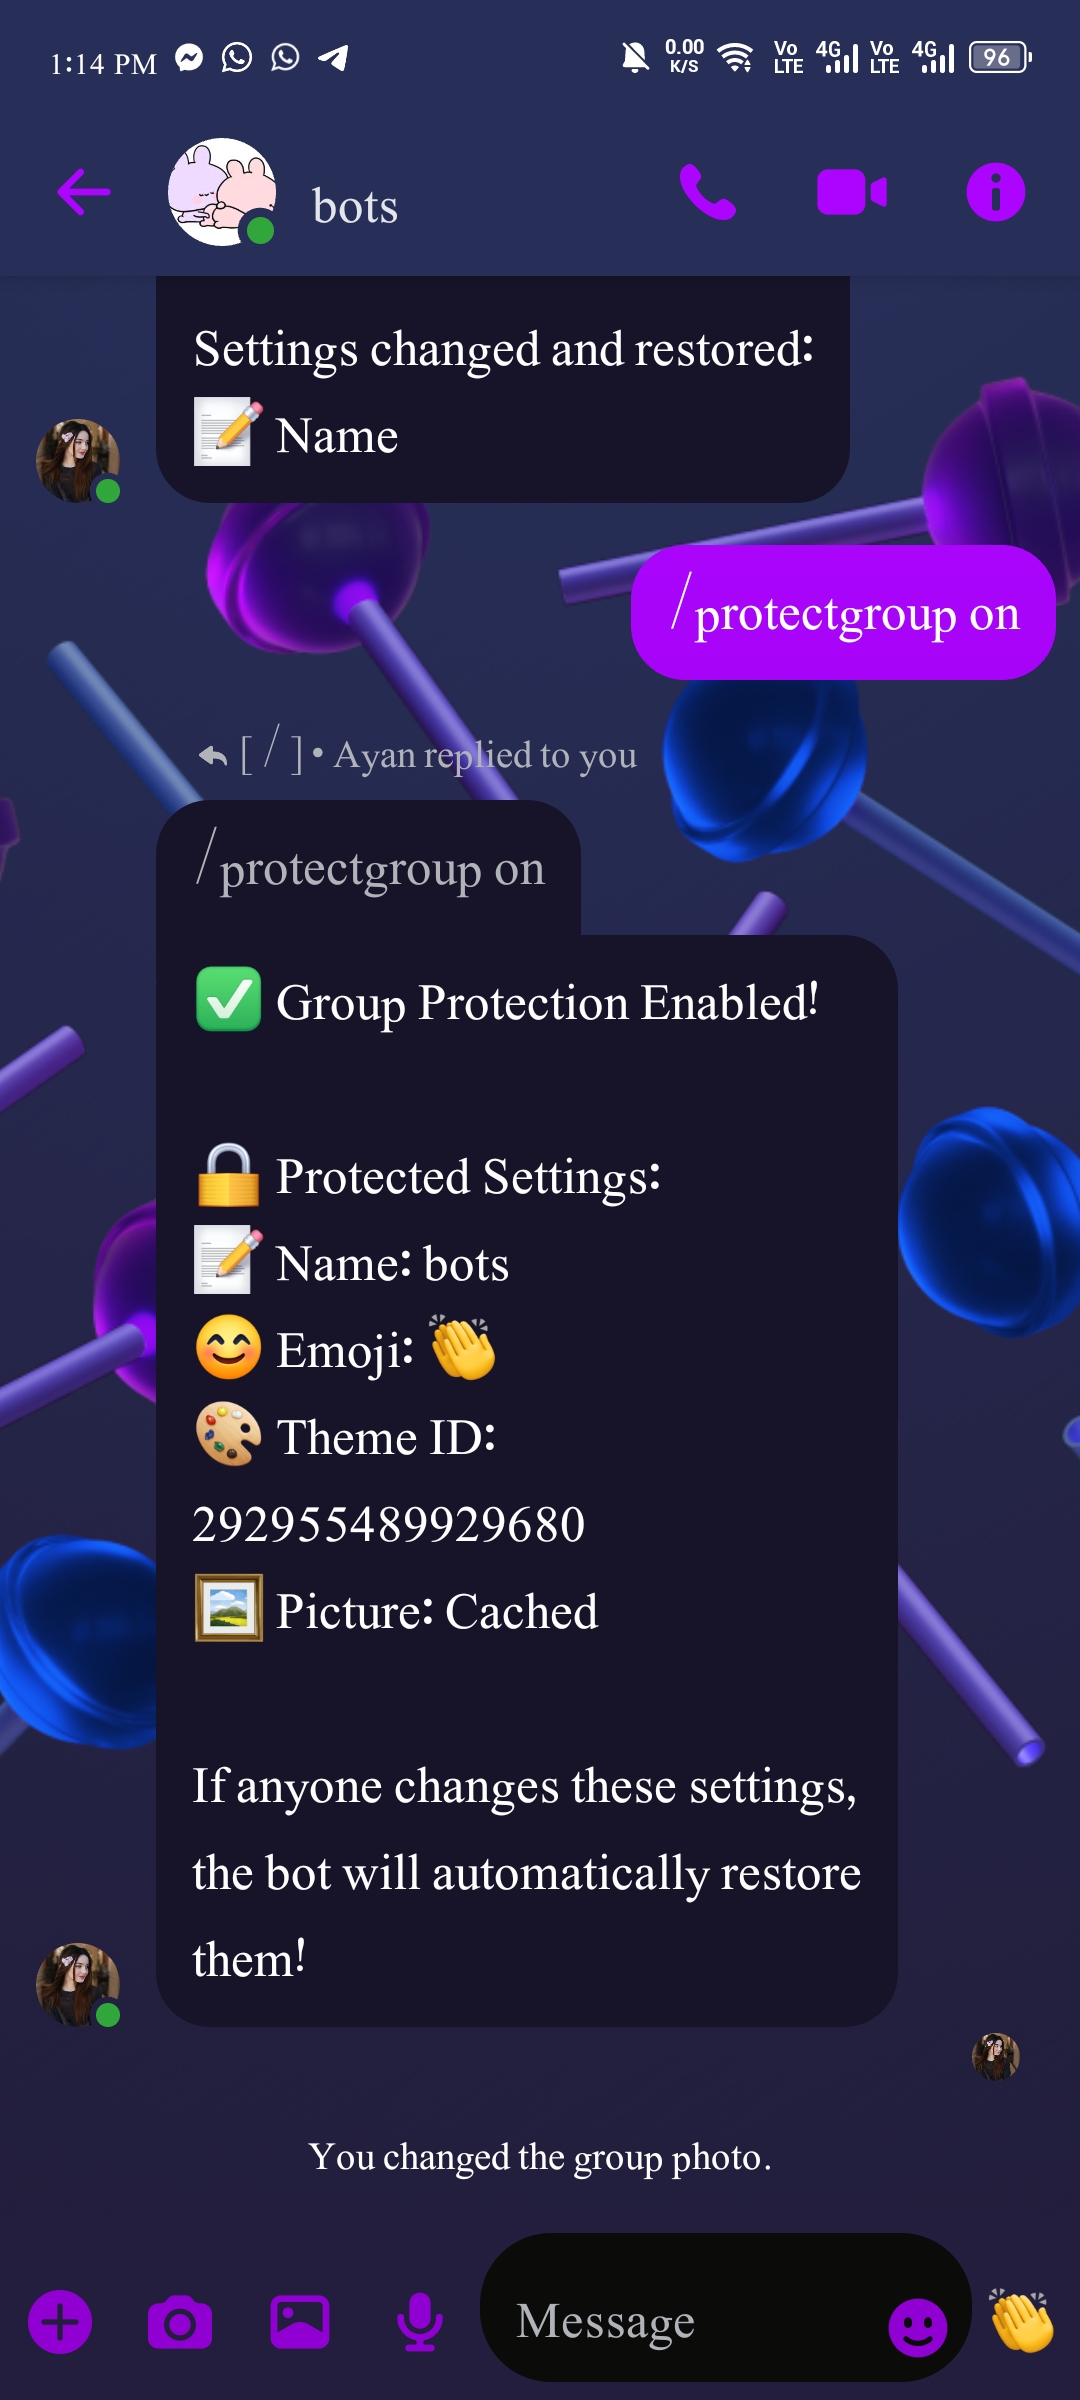 1:14 PM
0.00 K/S
Vo LTE 4G Vo LTE 4G 96
bots
Settings changed and restored:
📝 Name
/protectgroup on
[ / ] • Ayan replied to you
/protectgroup on
✅ Group Protection Enabled!
🔒 Protected Settings:
📝 Name: bots
😊 Emoji: 👏
🎨 Theme ID:
292955489929680
🖼️ Picture: Cached
If anyone changes these settings,
the bot will automatically restore
them!
You changed the group photo.
Message